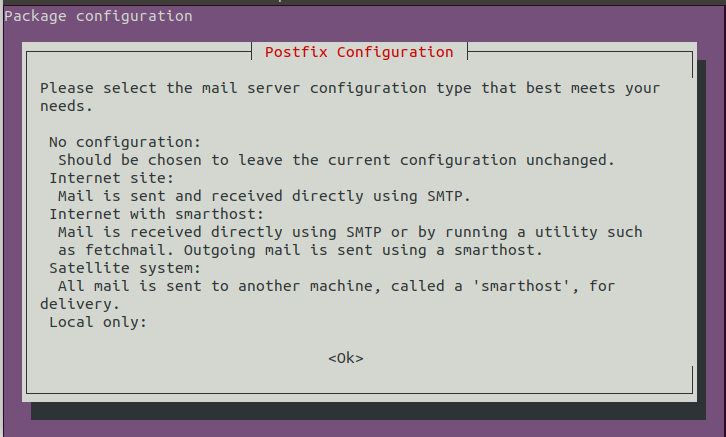 Package configuration
Postfix Configuration
Please select the mail server configuration type that best meets your
needs.
No configuration:
Should be chosen to leave the current configuration unchanged.
Internet site:
Mail is sent and received directly using SMTP.
Internet with smarthost:
Mail is received directly using SMTP or by running a utility such
as fetchmail. Outgoing mail is sent using a smarthost.
Satellite system:
All mail is sent to another machine, called a 'smarthost', for
delivery.
Local only:
<Ok>